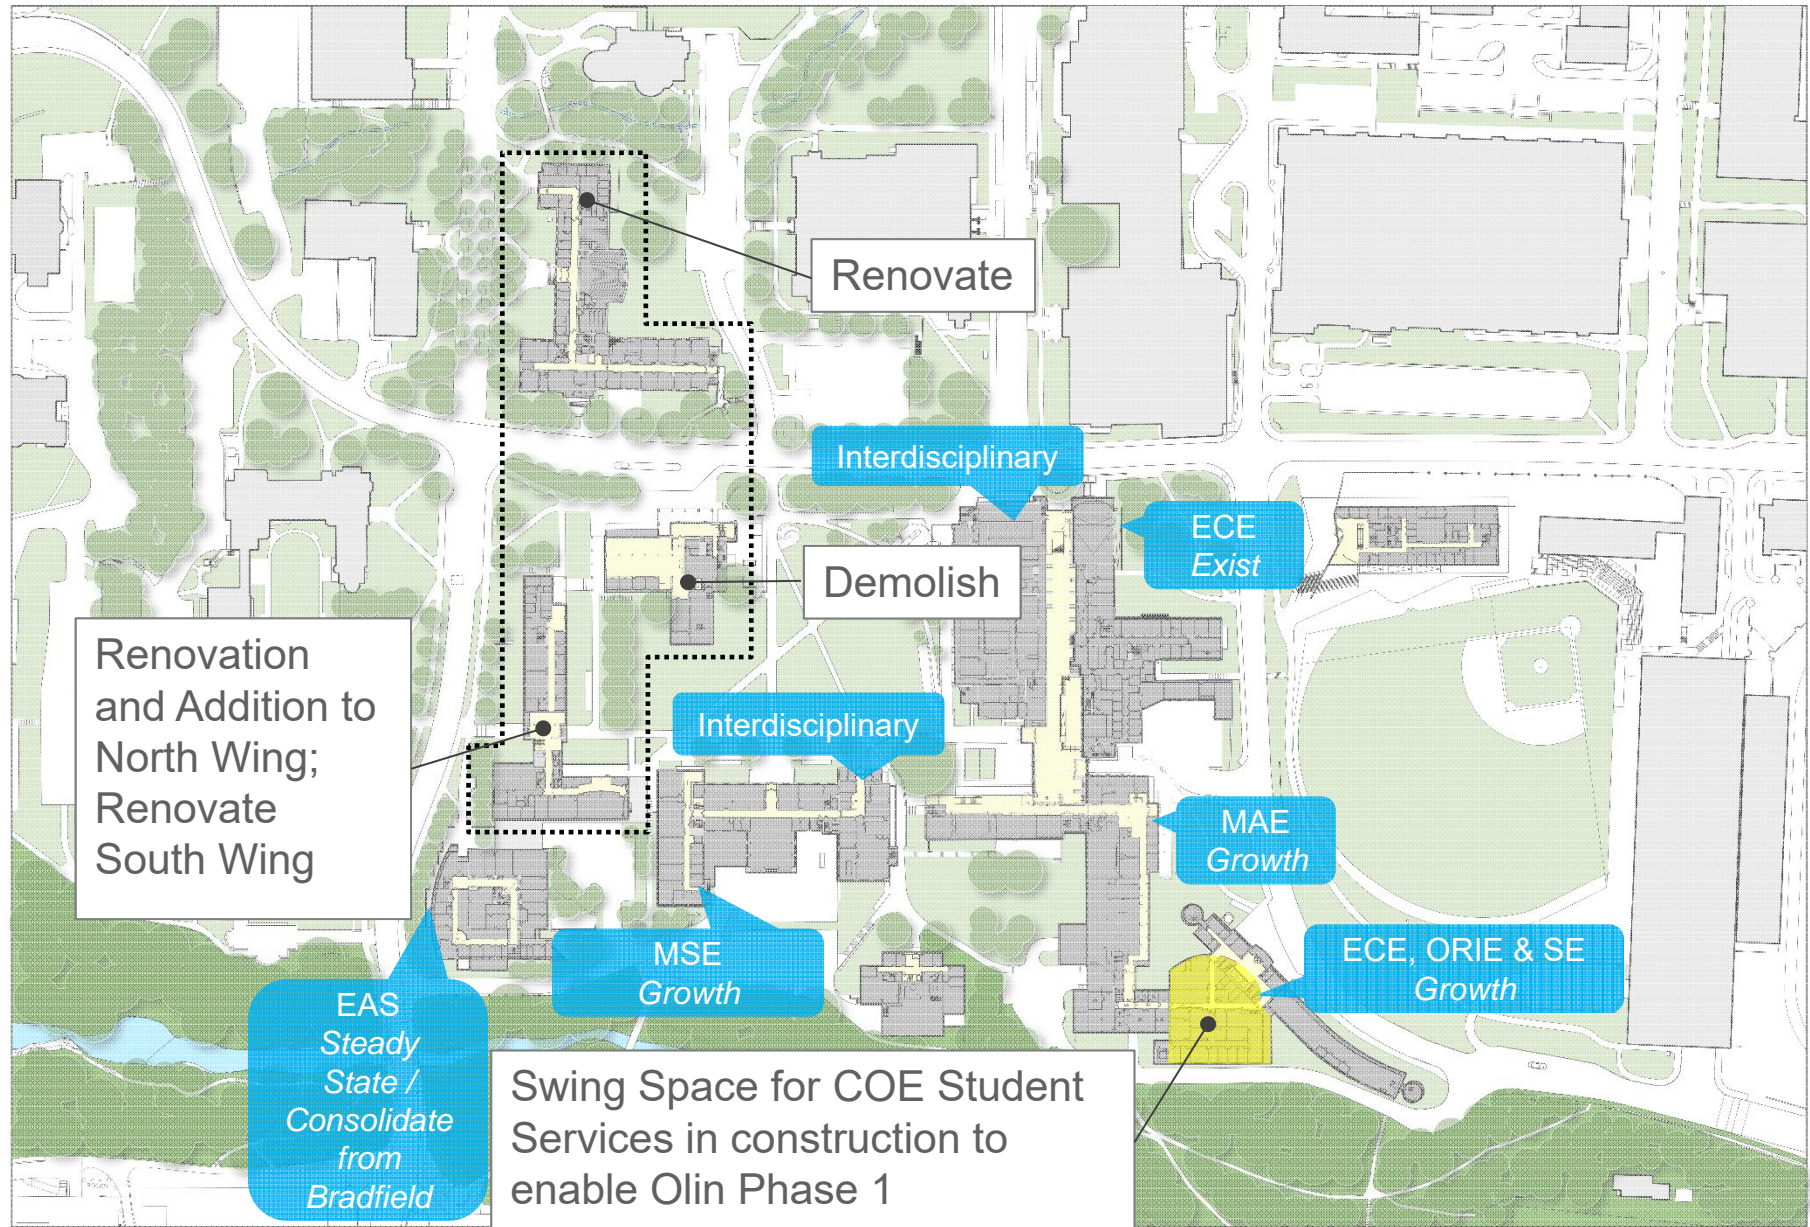 Renovate
Interdisciplinary
ECE
Exist
Demolish
Renovation
and Addition to
North Wing;
Renovate
South Wing
Interdisciplinary
MAE
Growth
MSE
Growth
ECE, ORIE & SE
Growth
EAS
Steady
State /
Consolidate
from
Bradfield
Swing Space for COE Student
Services in construction to
enable Olin Phase 1